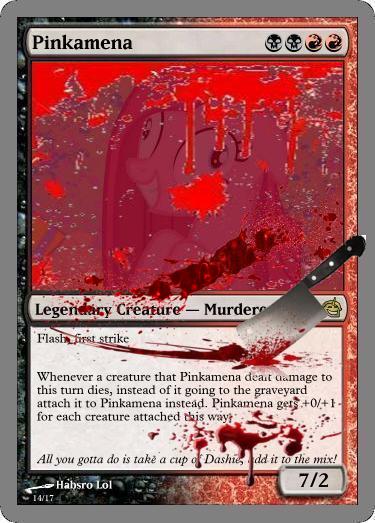 Pinkamena
Legendary Creature — Murdero
Flash, first strike
Whenever a creature that Pinkamena dealt damage to
this turn dies, instead of it going to the graveyard
attach it to Pinkamena instead. Pinkamena gets +0/+1
for each creature attached this way.
All you gotta do is take a cup of Dashie, add it to the mix!
7/2
Habsro Lol
14/17